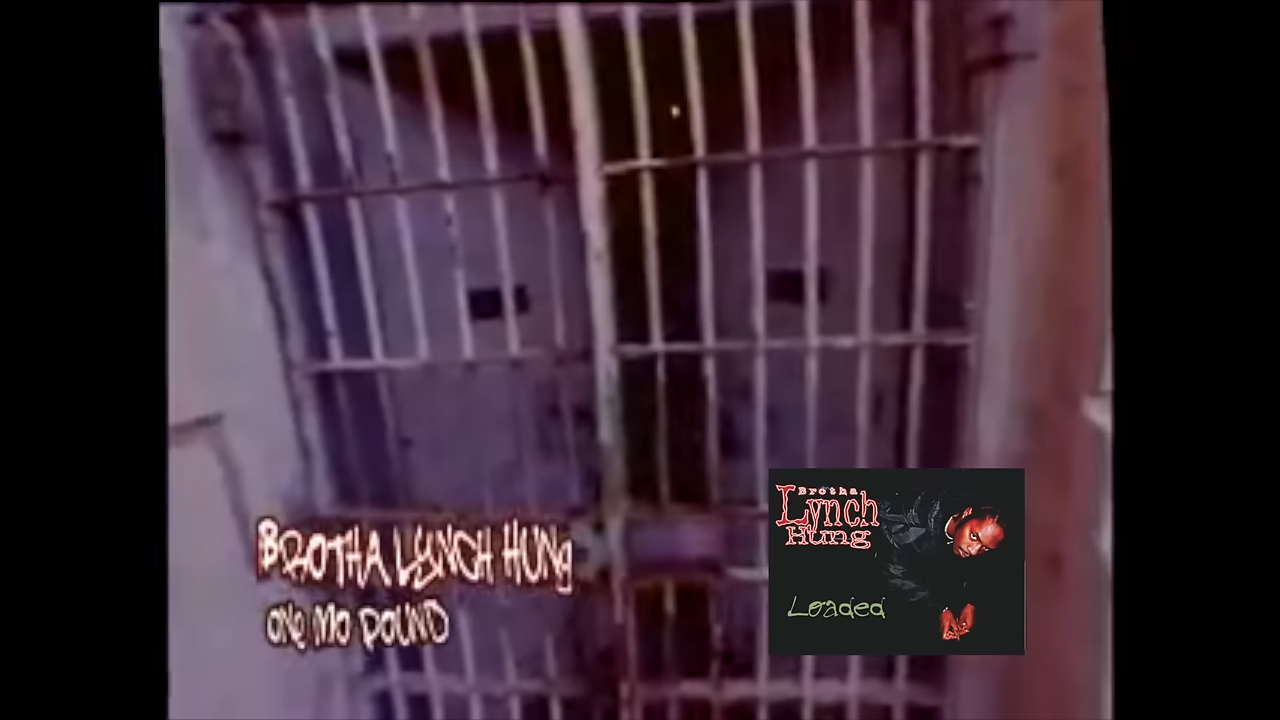 BROTHA LYNCH HUNG
ONE MO POUND
Brotha
Lynch
Hung
Loaded